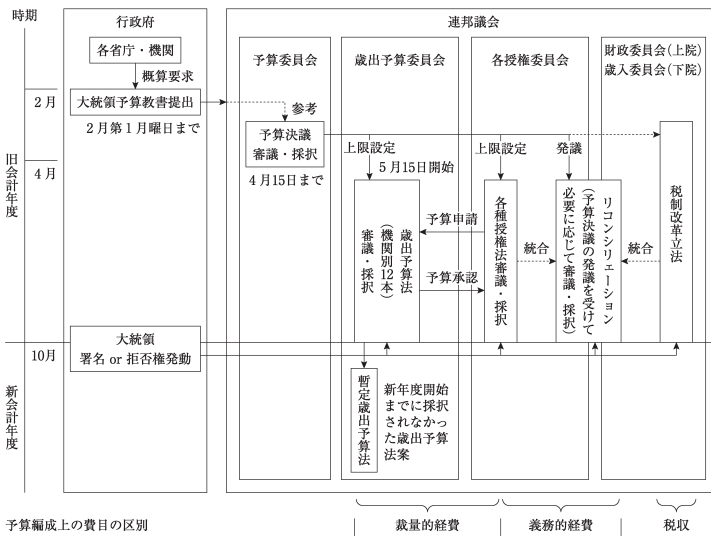 時期
行政府
連邦議会
各省庁・機関
概算要求
大統領予算教書提出
2月第1月曜日まで
予算委員会
歳出予算委員会
各授権委員会
財政委員会(上院)
歳入委員会(下院)
2月
4月
10月
旧会計年度
新会計年度
参考
予算決議
審議・採択
4月15日まで
上限設定
5月15日開始
上限設定
発議
歳出予算法
(機関別12本)
審議・採択
予算申請
予算承認
各種授権法審議・採択
統合
リコンシリエーション
(予算決議の発議を受けて
必要に応じて審議・採択)
統合
税制改革立法
大統領
署名 or 拒否権発動
暫定歳出予算法
新年度開始
までに採択
されなかっ
た歳出予算
法案
予算編成上の費目の区別
裁量的経費
義務的経費
税収